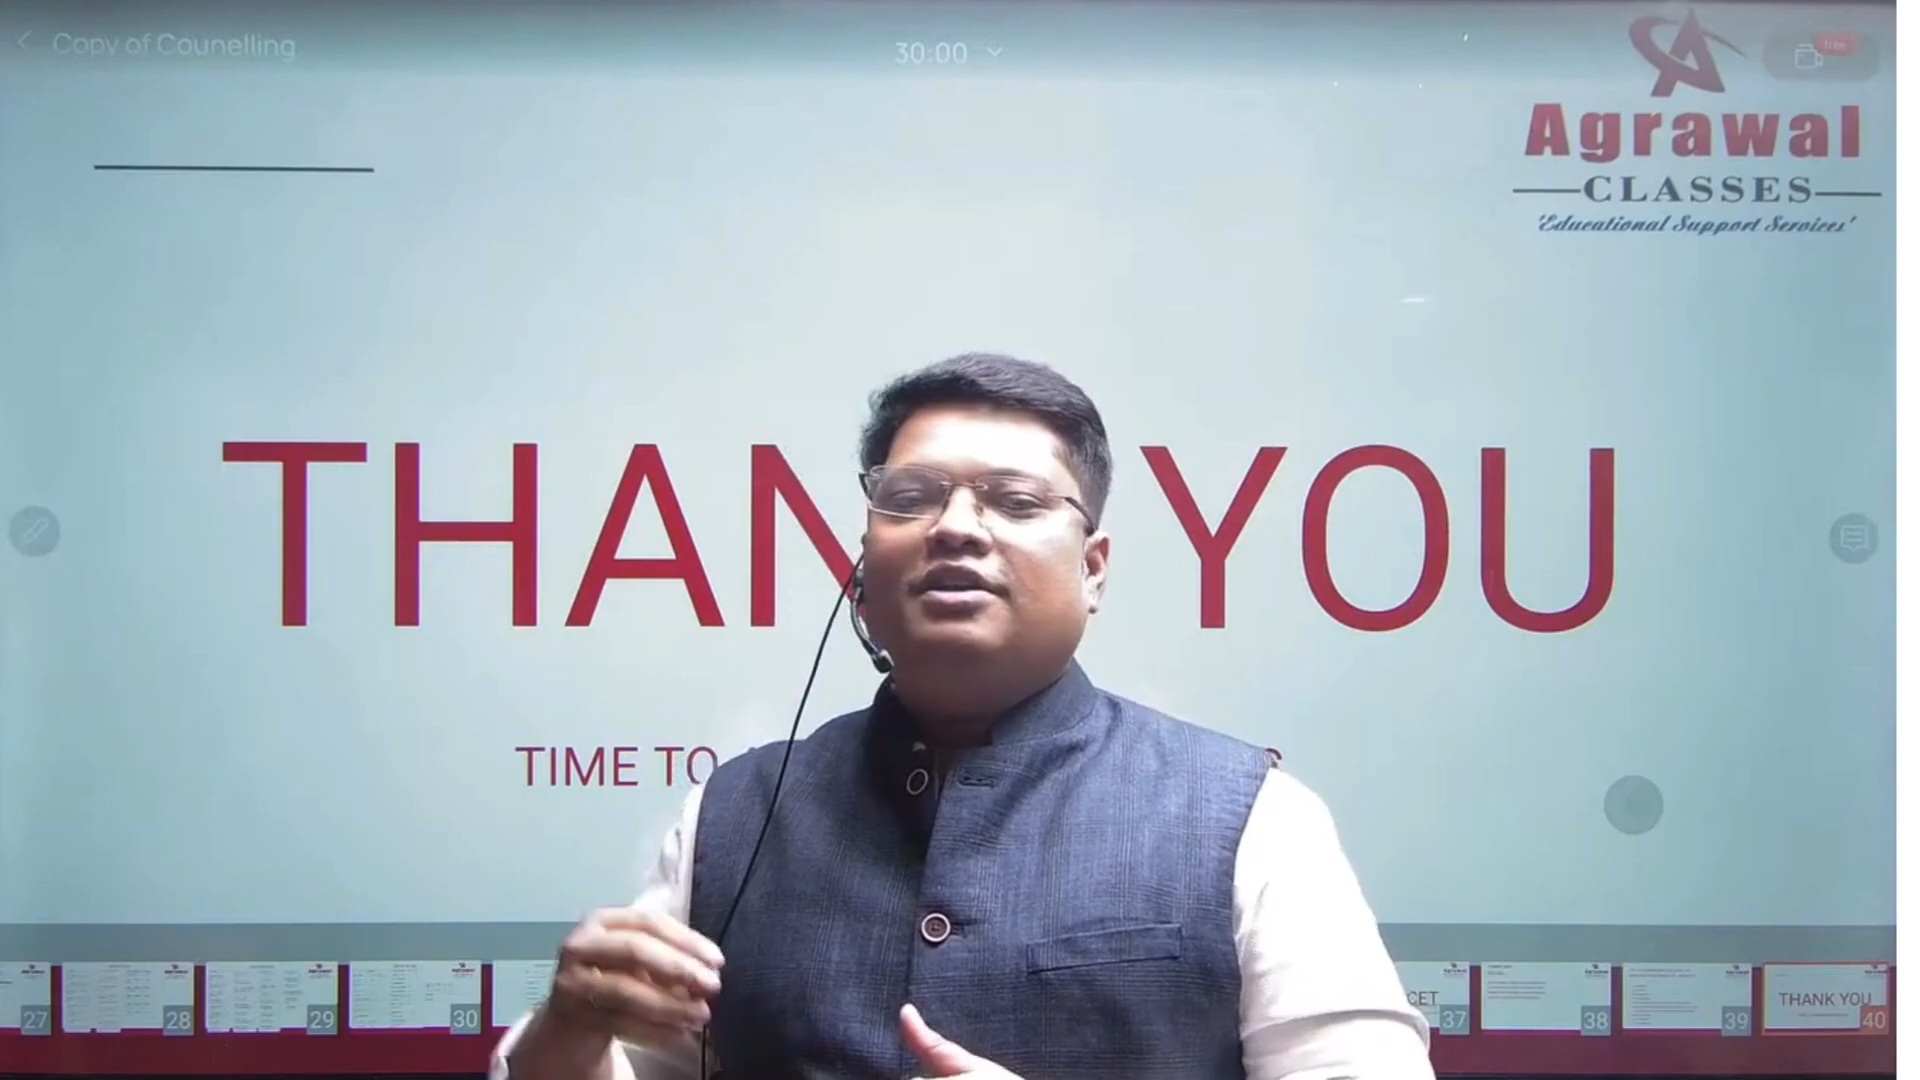 Copy of Counelling
30:00
free
Agrawal
CLASSES
'Educational Support Services'
THAN YOU
TIME TO
27
28
29
30
CET
37
38
39
THANK YOU
40